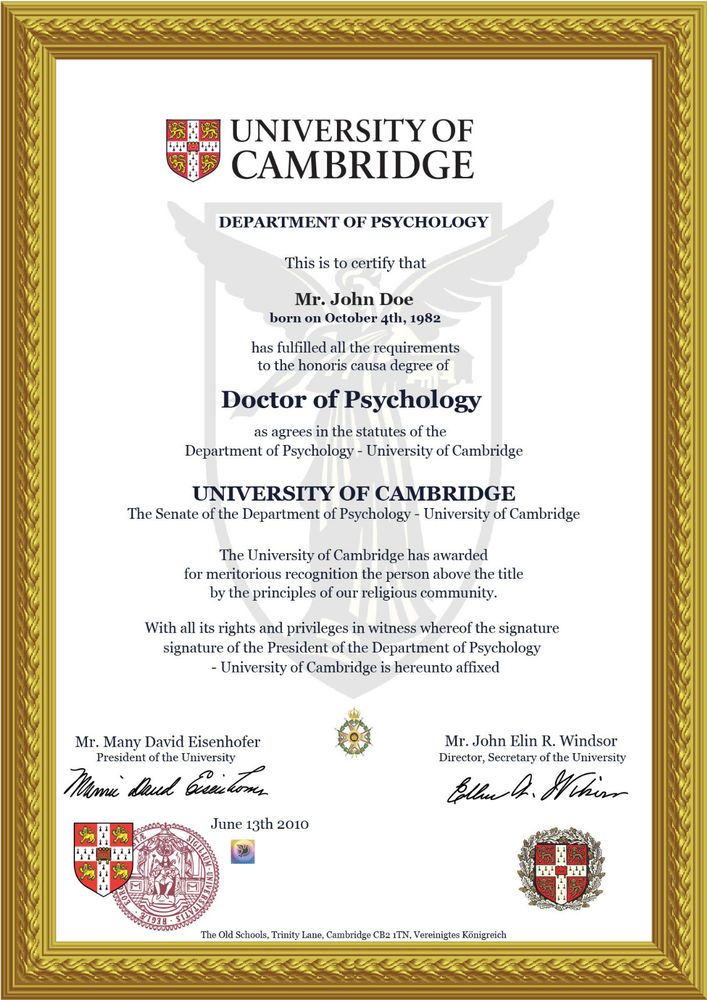 UNIVERSITY OF
CAMBRIDGE
DEPARTMENT OF PSYCHOLOGY
This is to certify that
Mr. John Doe
born on October 4th, 1982
has fulfilled all the requirements
to the honoris causa degree of
Doctor of Psychology
as agrees in the statutes of the
Department of Psychology - University of Cambridge
UNIVERSITY OF CAMBRIDGE
The Senate of the Department of Psychology - University of Cambridge
The University of Cambridge has awarded
for meritorious recognition the person above the title
by the principles of our religious community.
With all its rights and privileges in witness whereof the signature
signature of the President of the Department of Psychology
- University of Cambridge is hereunto affixed
Mr. Many David Eisenhofer
President of the University
Mr. John Elin R. Windsor
Director, Secretary of the University
June 13th 2010
The Old Schools, Trinity Lane, Cambridge CB2 1TN, Vereinigtes Königreich